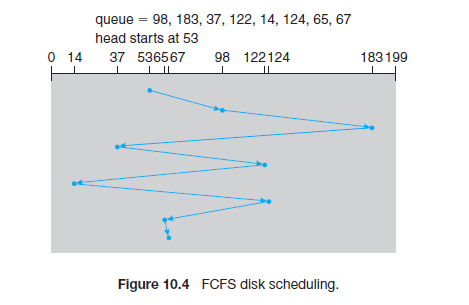 queue = 98, 183, 37, 122, 14, 124, 65, 67
head starts at 53
0 14 37 536567 98 122124 183199
Figure 10.4 FCFS disk scheduling.